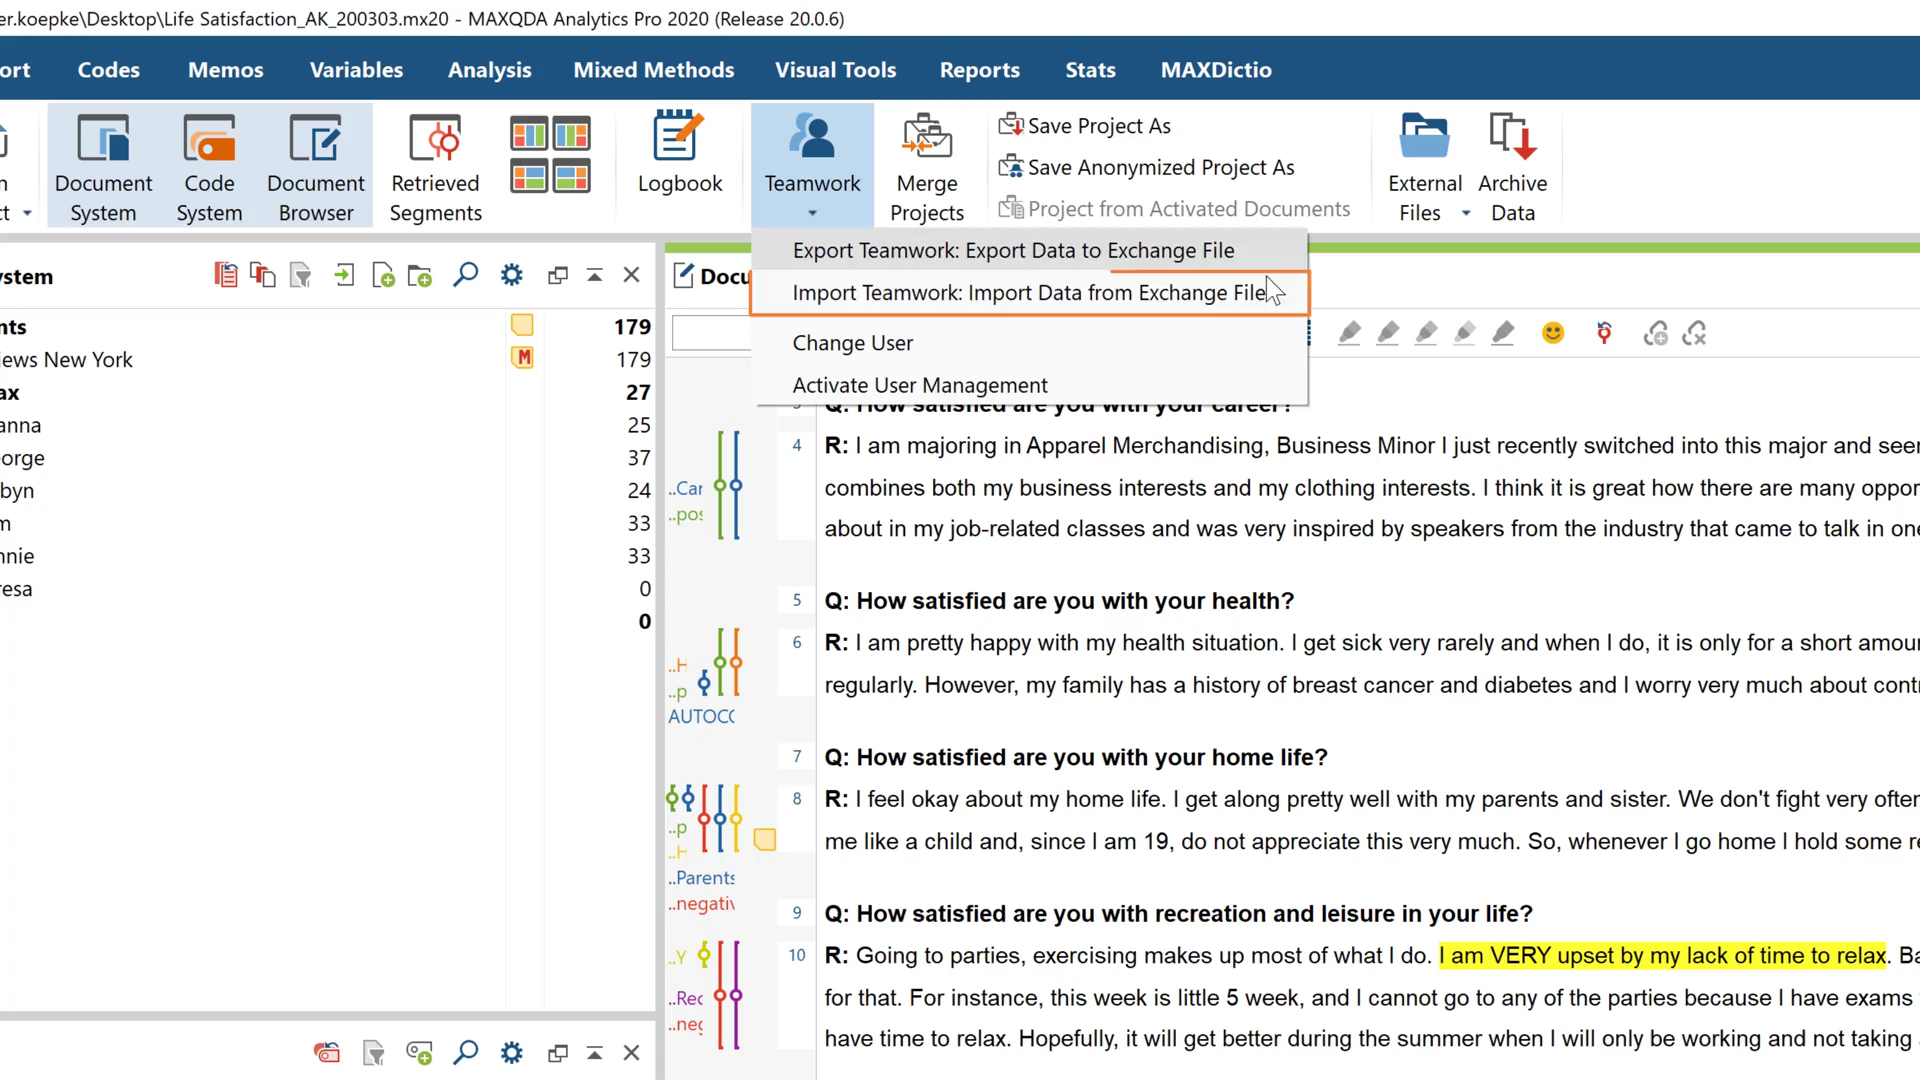 er.koepke\Desktop\Life Satisfaction_AK_200303.mx20 - MAXQDA Analytics Pro 2020 (Release 20.0.6)
ort Codes Memos Variables Analysis Mixed Methods Visual Tools Reports Stats MAXDictio
Document System
Code System
Document Browser
Retrieved Segments
Logbook
Teamwork
Merge Projects
Save Project As
Save Anonymized Project As
Project from Activated Documents
External Files
Archive Data
Export Teamwork: Export Data to Exchange File
Import Teamwork: Import Data from Exchange File
Change User
Activate User Management
ystem
nts 179
iews New York M 179
ax 27
anna 25
orge 37
byn 24
m 33
nnie 33
resa 0
0
Docu
Q: How satisfied are you with your career?
4 R: I am majoring in Apparel Merchandising, Business Minor I just recently switched into this major and seer
combines both my business interests and my clothing interests. I think it is great how there are many oppor
about in my job-related classes and was very inspired by speakers from the industry that came to talk in one
..Car
..pos
5 Q: How satisfied are you with your health?
6 R: I am pretty happy with my health situation. I get sick very rarely and when I do, it is only for a short amour
regularly. However, my family has a history of breast cancer and diabetes and I worry very much about contr
..H
..p
AUTOCC
7 Q: How satisfied are you with your home life?
8 R: I feel okay about my home life. I get along pretty well with my parents and sister. We don't fight very often
me like a child and, since I am 19, do not appreciate this very much. So, whenever I go home I hold some re
..p
..H
..Parents
..negativ
9 Q: How satisfied are you with recreation and leisure in your life?
10 R: Going to parties, exercising makes up most of what I do. I am VERY upset by my lack of time to relax. Ba
for that. For instance, this week is little 5 week, and I cannot go to any of the parties because I have exams
have time to relax. Hopefully, it will get better during the summer when I will only be working and not taking
..Y
..Rec
..neg